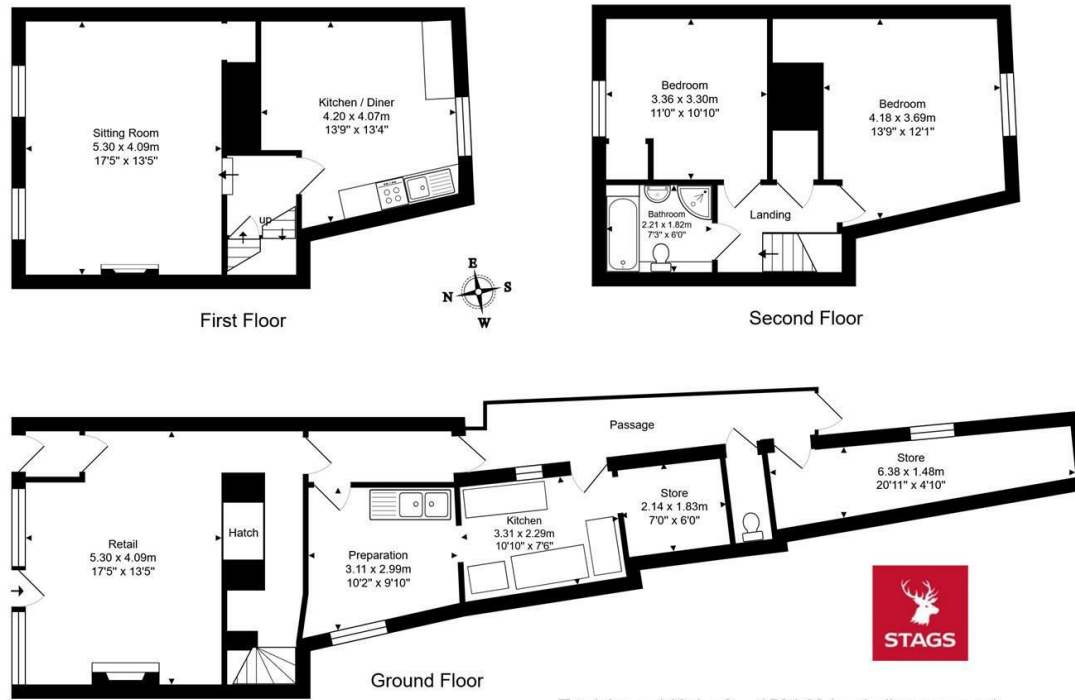 Sitting Room
5.30 x 4.09m
17'5" x 13'5"
Kitchen / Diner
4.20 x 4.07m
13'9" x 13'4"
up
First Floor
E
N
S
W
Bedroom
3.36 x 3.30m
11'0" x 10'10"
Bedroom
4.18 x 3.69m
13'9" x 12'1"
Bathroom
2.21 x 1.82m
7'3" x 6'0"
Landing
Second Floor
Passage
Retail
5.30 x 4.09m
17'5" x 13'5"
Hatch
Preparation
3.11 x 2.99m
10'2" x 9'10"
Kitchen
3.31 x 2.29m
10'10" x 7'6"
Store
2.14 x 1.83m
7'0" x 6'0"
Store
6.38 x 1.48m
20'11" x 4'10"
STAGS
Ground Floor